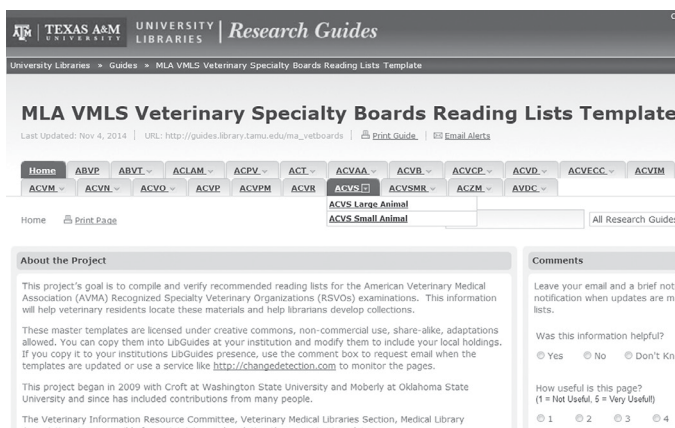 TEXAS A&M UNIVERSITY
UNIVERSITY LIBRARIES
Research Guides
University Libraries » Guides » MLA VMLS Veterinary Specialty Boards Reading Lists Template
MLA VMLS Veterinary Specialty Boards Reading Lists Template
Last Updated: Nov 4, 2014 | URL: http://guides.library.tamu.edu/ma_vetboards | Print Guide | Email Alerts
Home ABVP ABVT ACLAM ACPV ACT ACVAA ACVB ACVCP ACVD ACVECC ACVIM
ACVM ACVN ACVO ACVP ACVPM ACVR ACVS ACVSMR ACZM AVDC
ACVS Large Animal
ACVS Small Animal
Home Print Page
All Research Guides
About the Project
This project's goal is to compile and verify recommended reading lists for the American Veterinary Medical
Association (AVMA) Recognized Specialty Veterinary Organizations (RSVOs) examinations. This information
will help veterinary residents locate these materials and help librarians develop collections.
These master templates are licensed under creative commons, non-commercial use, share-alike, adaptations
allowed. You can copy them into LibGuides at your institution and modify them to include your local holdings.
If you copy it to your institutions LibGuides presence, use the comment box to request email when the
templates are updated or use a service like http://changedetection.com to monitor the pages.
This project began in 2009 with Croft at Washington State University and Moberly at Oklahoma State
University and since has included contributions from many people.
The Veterinary Information Resource Committee, Veterinary Medical Libraries Section, Medical Library
Comments
Leave your email and a brief not
notification when updates are m
lists.
Was this information helpful?
Yes No Don't Kn
How useful is this page?
(1 = Not Useful, 5 = Very Useful!)
1 2 3 4